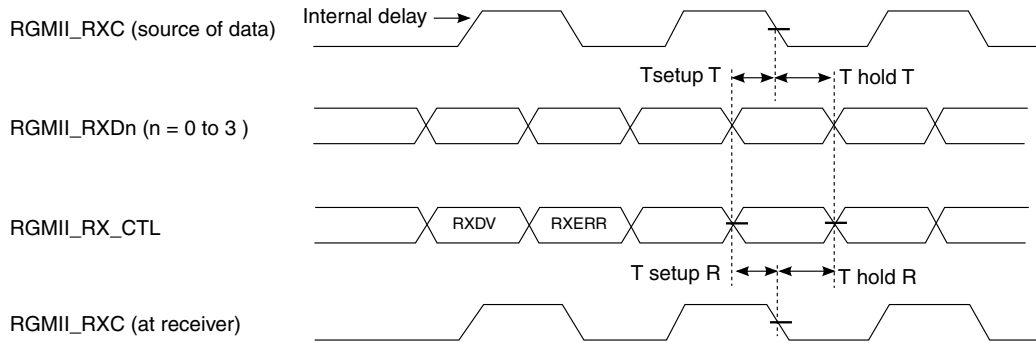 Internal delay
RGMII_RXC (source of data)
Tsetup T
T hold T
RGMII_RXDn (n = 0 to 3 )
RGMII_RX_CTL
RXDV
RXERR
T setup R
T hold R
RGMII_RXC (at receiver)